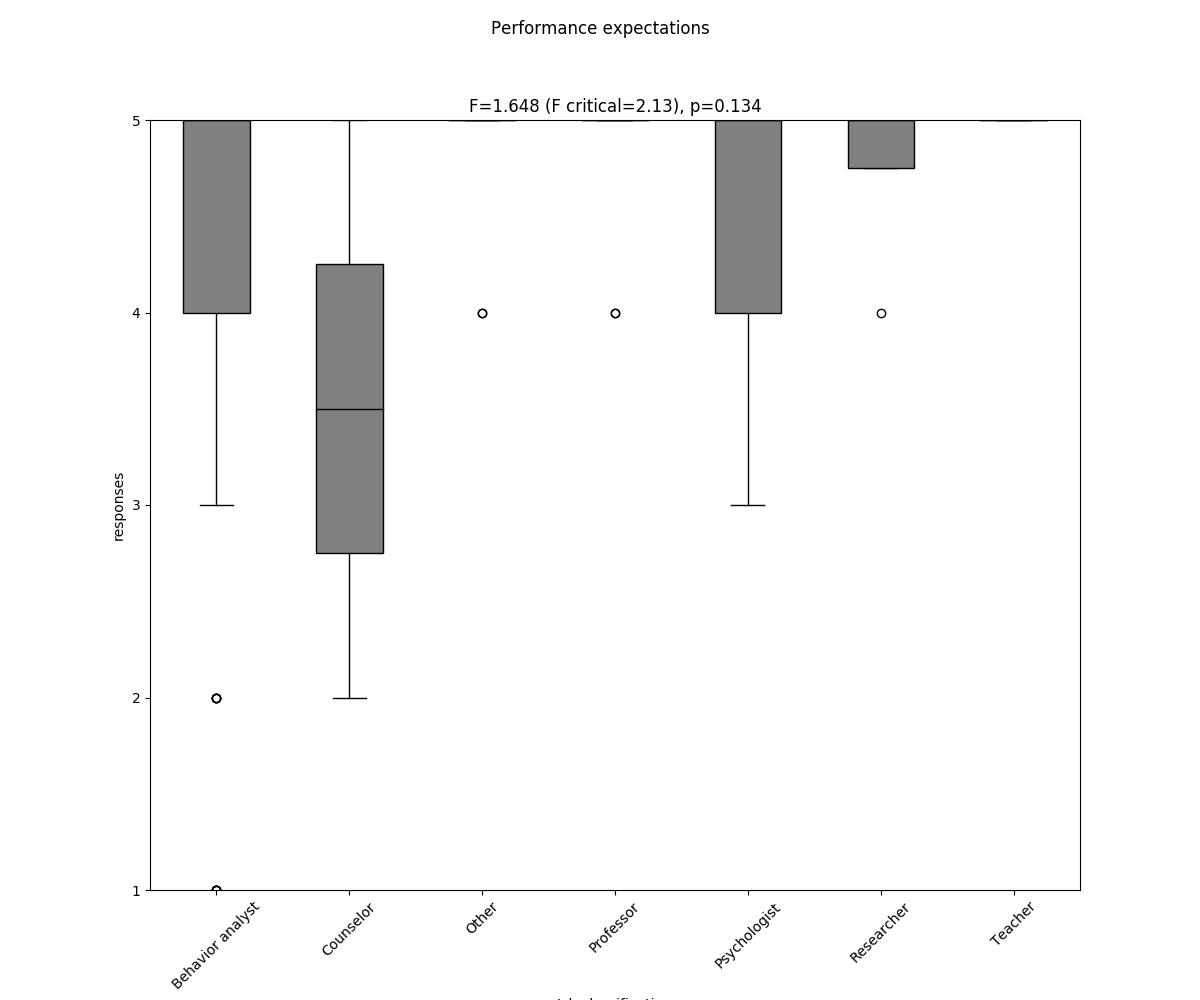 Performance expectations
F=1.648 (F critical=2.13), p=0.134
5
4
3
2
1
responses
Behavior analyst
Counselor
Other
Professor
Psychologist
Researcher
Teacher